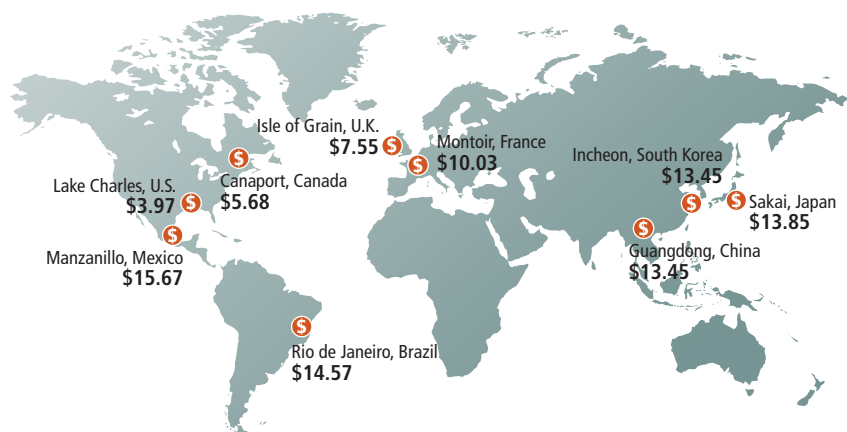 Isle of Grain, U.K.
$7.55
$
Montoir, France
$10.03
$
Incheon, South Korea
$13.45
$
Lake Charles, U.S.
$3.97
$
Canaport, Canada
$5.68
$
Sakai, Japan
$13.85
$
Manzanillo, Mexico
$15.67
$
Guangdong, China
$13.45
$
Rio de Janeiro, Brazil
$14.57
$